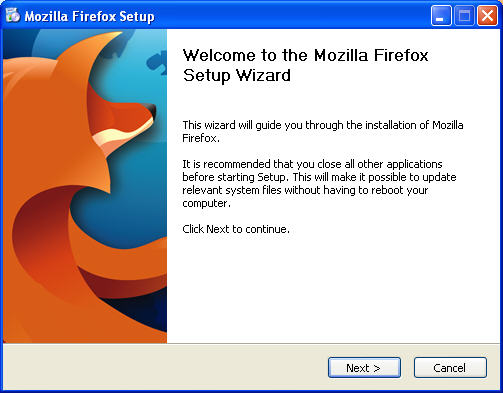 Mozilla Firefox Setup
Welcome to the Mozilla Firefox
Setup Wizard
This wizard will guide you through the installation of Mozilla
Firefox.
It is recommended that you close all other applications
before starting Setup. This will make it possible to update
relevant system files without having to reboot your
computer.
Click Next to continue.
Next >
Cancel